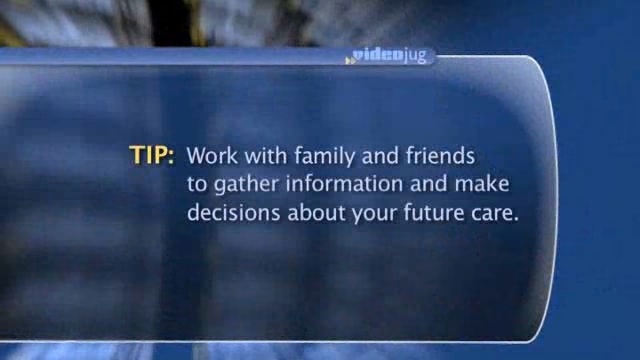 videojug
TIP: Work with family and friends
to gather information and make
decisions about your future care.